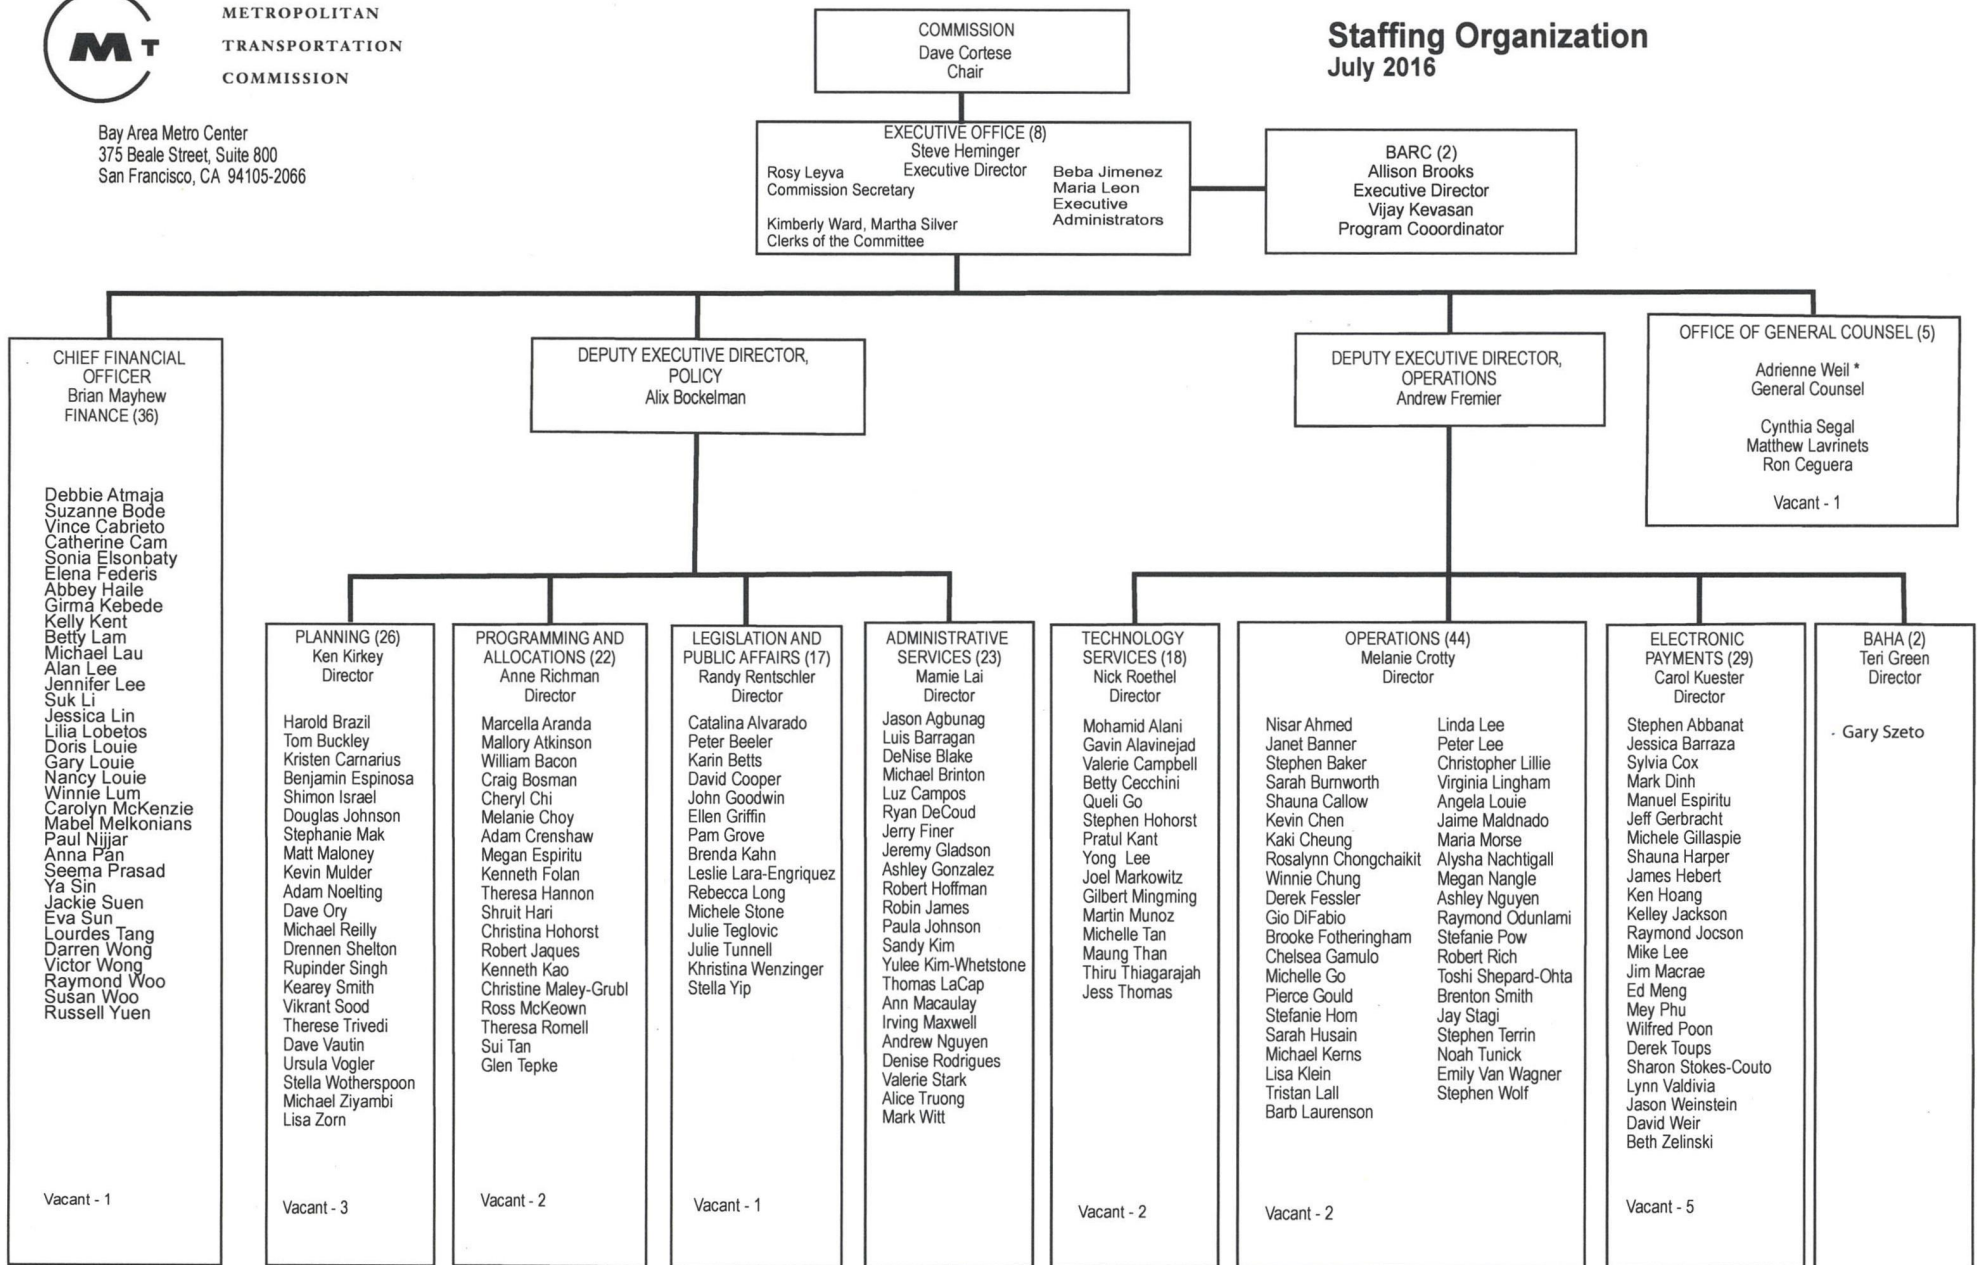 M T
METROPOLITAN
TRANSPORTATION
COMMISSION
Bay Area Metro Center
375 Beale Street, Suite 800
San Francisco, CA 94105-2066
COMMISSION
Dave Cortese
Chair
Staffing Organization
July 2016
EXECUTIVE OFFICE (8)
Steve Heminger
Executive Director
Rosy Leyva
Commission Secretary
Kimberly Ward, Martha Silver
Clerks of the Committee
Beba Jimenez
Maria Leon
Executive
Administrators
BARC (2)
Allison Brooks
Executive Director
Vijay Kevasan
Program Cooordinator
CHIEF FINANCIAL
OFFICER
Brian Mayhew
FINANCE (36)
Debbie Atmaja
Suzanne Bode
Vince Cabrieto
Catherine Cam
Sonia Elsonbaty
Elena Federis
Abbey Haile
Girma Kebede
Kelly Kent
Betty Lam
Michael Lau
Alan Lee
Jennifer Lee
Suk Li
Jessica Lin
Lilia Lobetos
Doris Louie
Gary Louie
Nancy Louie
Winnie Lum
Carolyn McKenzie
Mabel Melkonians
Paul Nijjar
Anna Pan
Seema Prasad
Ya Sin
Jackie Suen
Eva Sun
Lourdes Tang
Darren Wong
Victor Wong
Raymond Woo
Susan Woo
Russell Yuen
Vacant - 1
DEPUTY EXECUTIVE DIRECTOR,
POLICY
Alix Bockelman
DEPUTY EXECUTIVE DIRECTOR,
OPERATIONS
Andrew Fremier
OFFICE OF GENERAL COUNSEL (5)
Adrienne Weil *
General Counsel
Cynthia Segal
Matthew Lavrinets
Ron Ceguera
Vacant - 1
PLANNING (26)
Ken Kirkey
Director
Harold Brazil
Tom Buckley
Kristen Carnarius
Benjamin Espinosa
Shimon Israel
Douglas Johnson
Stephanie Mak
Matt Maloney
Kevin Mulder
Adam Noelting
Dave Ory
Michael Reilly
Drennen Shelton
Rupinder Singh
Kearey Smith
Vikrant Sood
Therese Trivedi
Dave Vautin
Ursula Vogler
Stella Wotherspoon
Michael Ziyambi
Lisa Zorn
Vacant - 3
PROGRAMMING AND
ALLOCATIONS (22)
Anne Richman
Director
Marcella Aranda
Mallory Atkinson
William Bacon
Craig Bosman
Cheryl Chi
Melanie Choy
Adam Crenshaw
Megan Espiritu
Kenneth Folan
Theresa Hannon
Shruit Hari
Christina Hohorst
Robert Jaques
Kenneth Kao
Christine Maley-Grubl
Ross McKeown
Theresa Romell
Sui Tan
Glen Tepke
Vacant - 2
LEGISLATION AND
PUBLIC AFFAIRS (17)
Randy Rentschler
Director
Catalina Alvarado
Peter Beeler
Karin Betts
David Cooper
John Goodwin
Ellen Griffin
Pam Grove
Brenda Kahn
Leslie Lara-Enriquez
Rebecca Long
Michele Stone
Julie Teglovic
Julie Tunnell
Khristina Wenzinger
Stella Yip
Vacant - 1
ADMINISTRATIVE
SERVICES (23)
Mamie Lai
Director
Jason Agbunag
Luis Barragan
DeNise Blake
Michael Brinton
Luz Campos
Ryan DeCoud
Jerry Finer
Jeremy Gladson
Ashley Gonzalez
Robert Hoffman
Robin James
Paula Johnson
Sandy Kim
Yulee Kim-Whetstone
Thomas LaCap
Ann Macaulay
Irving Maxwell
Andrew Nguyen
Denise Rodrigues
Valerie Stark
Alice Truong
Mark Witt
TECHNOLOGY
SERVICES (18)
Nick Roethel
Director
Mohamid Alani
Gavin Alavinejad
Valerie Campbell
Betty Cecchini
Queli Go
Stephen Hohorst
Pratul Kant
Yong Lee
Joel Markowitz
Gilbert Mingming
Martin Munoz
Michelle Tan
Maung Than
Thiru Thiagarajah
Jess Thomas
Vacant - 2
OPERATIONS (44)
Melanie Crotty
Director
Nisar Ahmed
Janet Banner
Stephen Baker
Sarah Burnworth
Shauna Callow
Kevin Chen
Kaki Cheung
Rosalynn Chongchaikit
Winnie Chung
Derek Fessler
Gio DiFabio
Brooke Fotheringham
Chelsea Gamulo
Michelle Go
Pierce Gould
Stefanie Hom
Sarah Husain
Michael Kerns
Lisa Klein
Tristan Lall
Barb Laurenson
Linda Lee
Peter Lee
Christopher Lillie
Virginia Lingham
Angela Louie
Jaime Maldnado
Maria Morse
Alysha Nachtigall
Megan Nangle
Ashley Nguyen
Raymond Odunlami
Stefanie Pow
Robert Rich
Toshi Shepard-Ohta
Brenton Smith
Jay Stagi
Stephen Terrin
Noah Tunick
Emily Van Wagner
Stephen Wolf
Vacant - 2
ELECTRONIC
PAYMENTS (29)
Carol Kuester
Director
Stephen Abbanat
Jessica Barraza
Sylvia Cox
Mark Dinh
Manuel Espiritu
Jeff Gerbracht
Michele Gillaspie
Shauna Harper
James Hebert
Ken Hoang
Kelley Jackson
Raymond Jocson
Mike Lee
Jim Macrae
Ed Meng
Mey Phu
Wilfred Poon
Derek Toups
Sharon Stokes-Couto
Lynn Valdivia
Jason Weinstein
David Weir
Beth Zelinski
Vacant - 5
BAHA (2)
Teri Green
Director
Gary Szeto